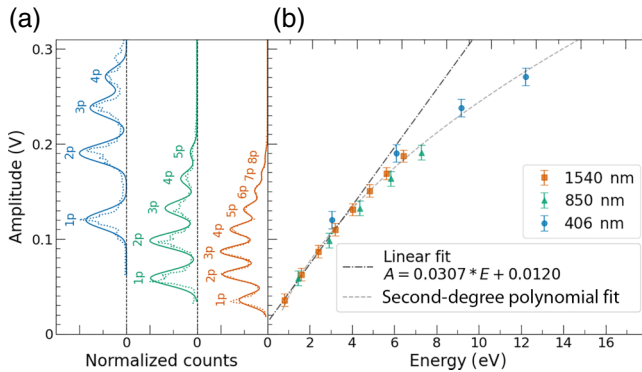 (a)
(b)
0.3
0.2
0.1
0
Amplitude (V)
1p
2p
3p
4p
1p
2p
3p
4p
5p
1p
2p
3p
4p
5p
6p
7p
8p
0
0
0
Normalized counts
1540 nm
850 nm
406 nm
Linear fit
A=0.0307*E+0.0120
Second-degree polynomial fit
2 4 6 8 10 12 14 16
Energy (eV)